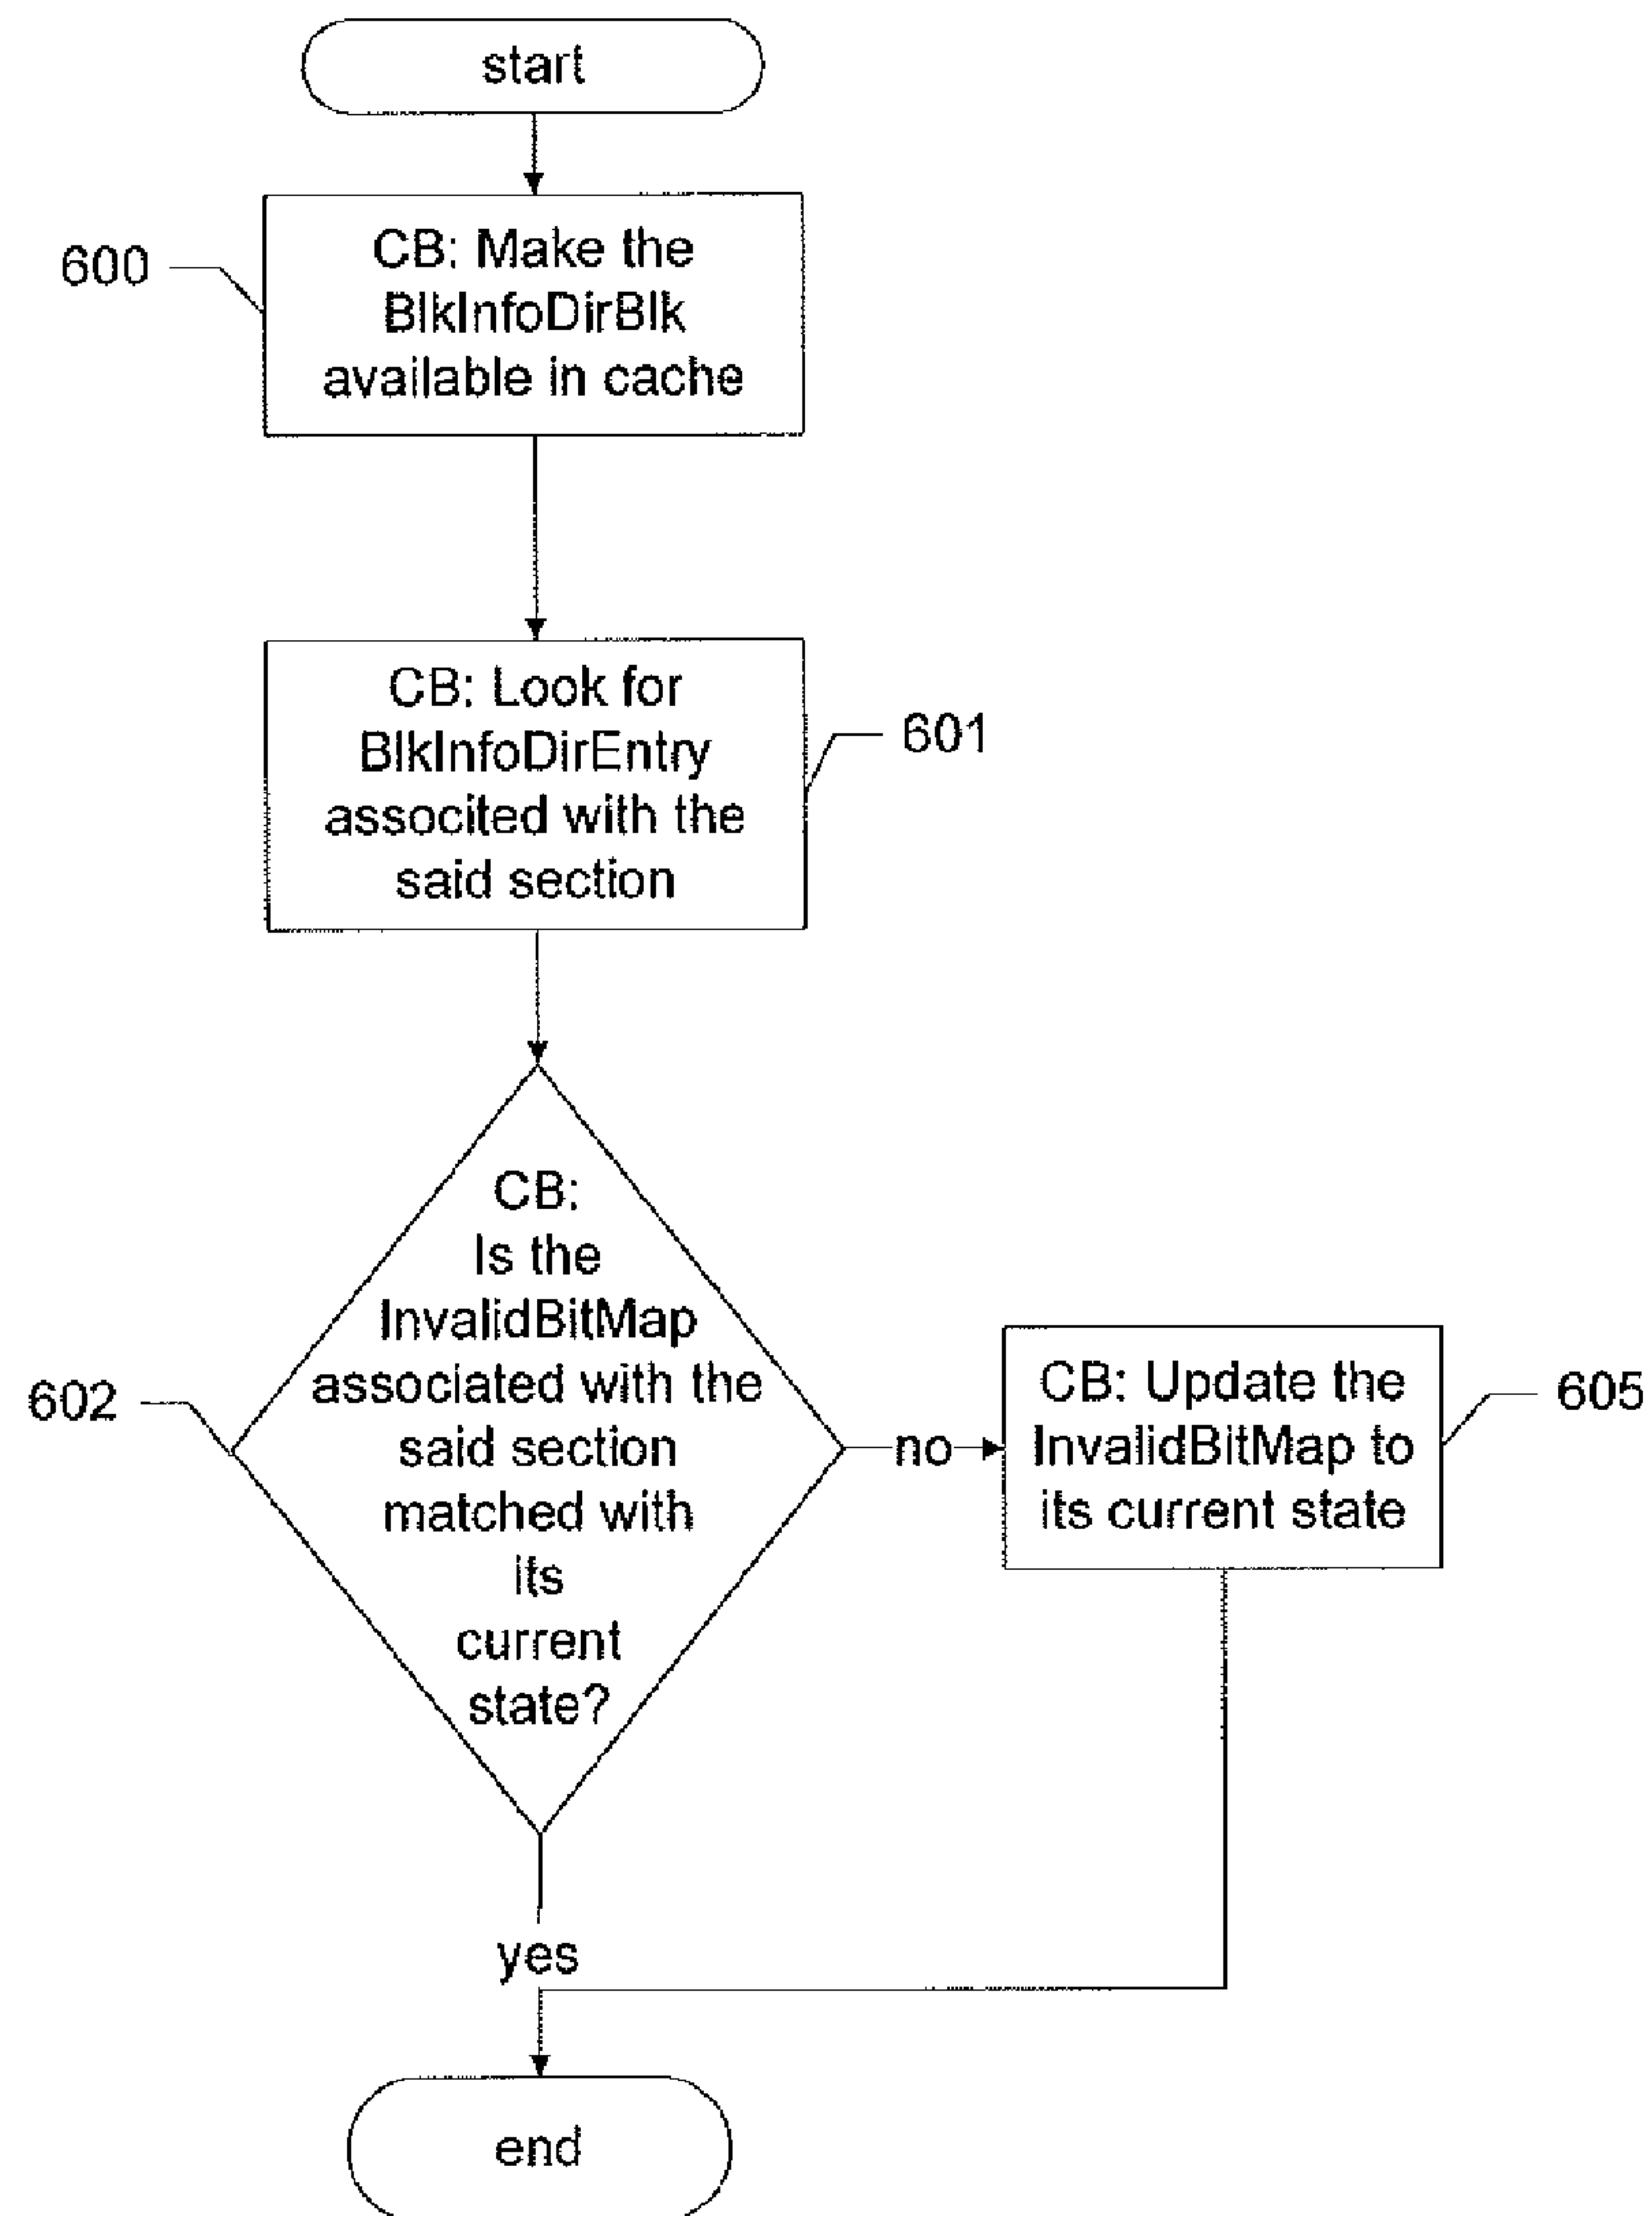 start
600
CB: Make the
BlkInfoDirBlk
available in cache
CB: Look for
BlkInfoDirEntry
associted with the
said section
601
CB:
Is the
InvalidBitMap
associated with the
said section
matched with
its
current
state?
602
no
CB: Update the
InvalidBitMap to
its current state
605
yes
end